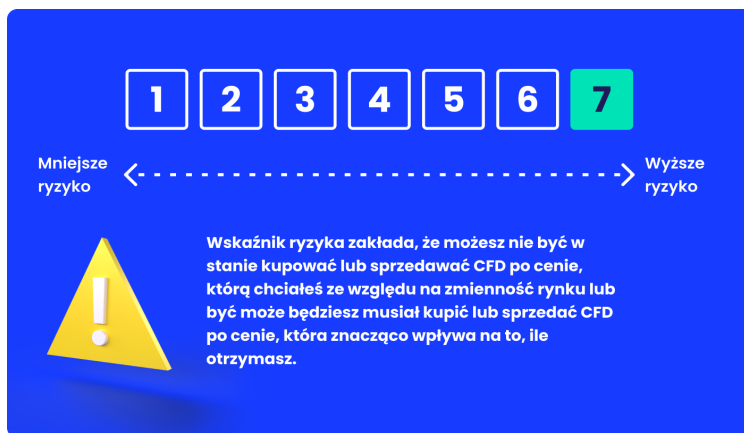 1 2 3 4 5 6 7
Mniejsze
ryzyko
Wyższe
ryzyko
Wskaźnik ryzyka zakłada, że możesz nie być w
stanie kupować lub sprzedawać CFD po cenie,
którą chciałeś ze względu na zmienność rynku lub
być może będziesz musiał kupić lub sprzedać CFD
po cenie, która znacząco wpływa na to, ile
otrzymasz.